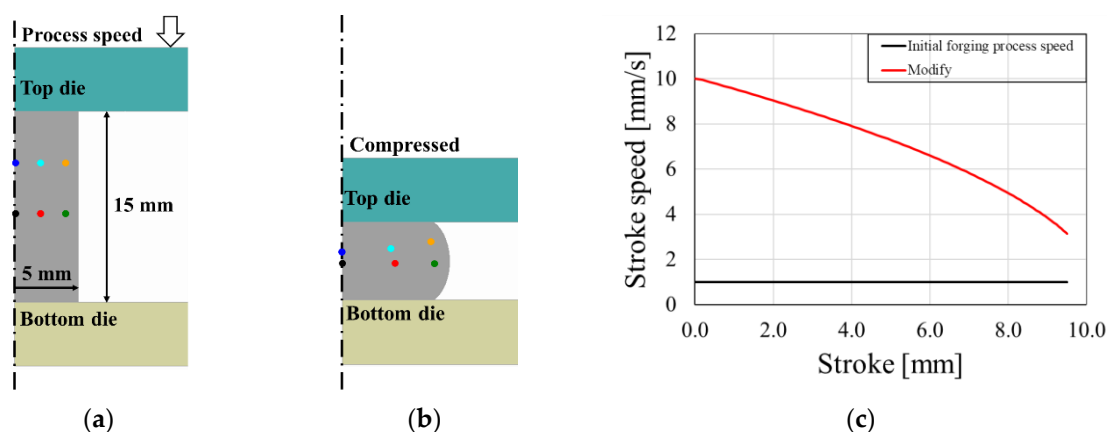 Process speed
Top die
15 mm
5 mm
Bottom die
(a)
Compressed
Top die
Bottom die
(b)
Stroke speed [mm/s]
12
10
8
6
4
2
0
Initial forging process speed
Modify
0.0 2.0 4.0 6.0 8.0 10.0
Stroke [mm]
(c)